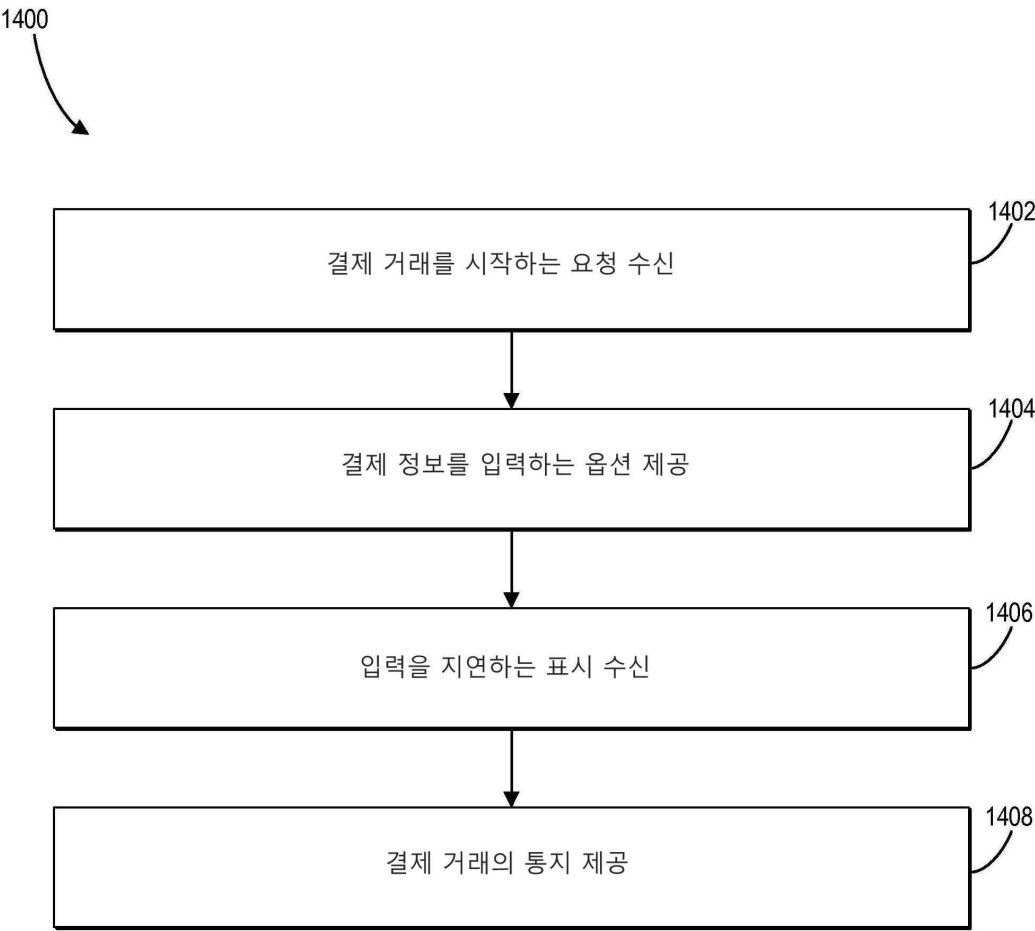 1400
1402
결제 거래를 시작하는 요청 수신
1404
결제 정보를 입력하는 옵션 제공
1406
입력을 지연하는 표시 수신
1408
결제 거래의 통지 제공